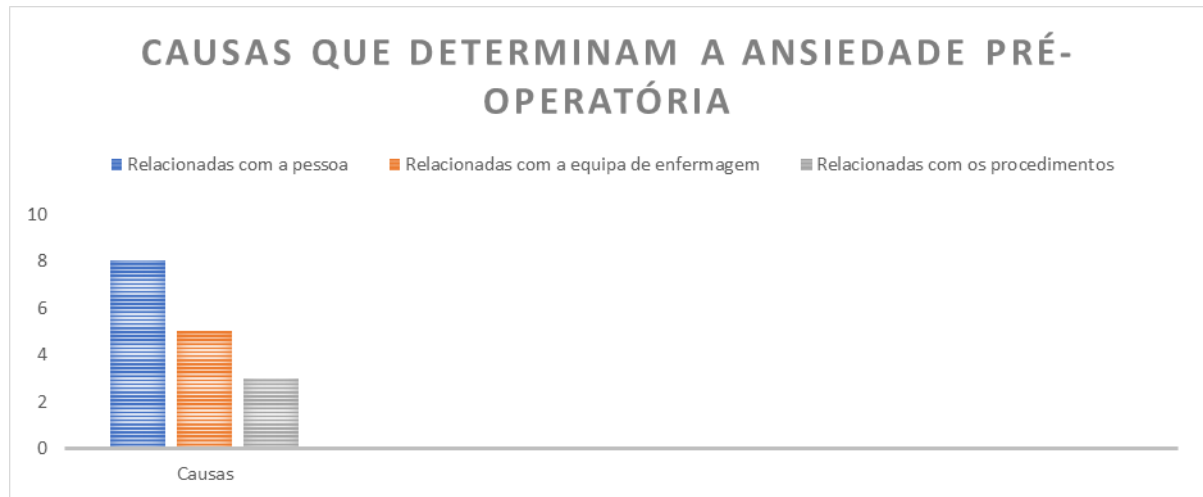 CAUSAS QUE DETERMINAM A ANSIEDADE PRÉ-
OPERATÓRIA
Relacionadas com a pessoa
Relacionadas com a equipa de enfermagem
Relacionadas com os procedimentos
10
8
6
4
2
0
Causas